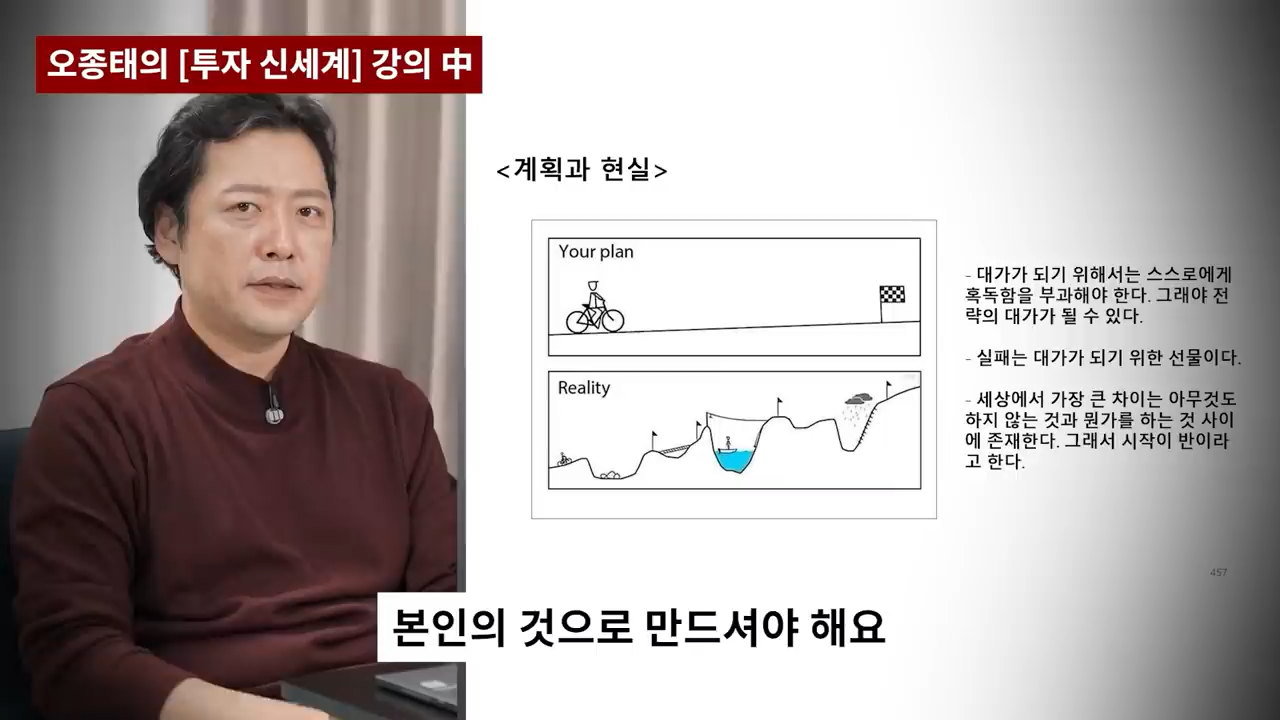 오종태의 [투자 신세계] 강의 中
<계획과 현실>
Your plan
Reality
- 대가가 되기 위해서는 스스로에게
혹독함을 부과해야 한다. 그래야 전
략의 대가가 될 수 있다.
- 실패는 대가가 되기 위한 선물이다.
- 세상에서 가장 큰 차이는 아무것도
하지 않는 것과 뭔가를 하는 것 사이
에 존재한다. 그래서 시작이 반이라
고 한다.
457
본인의 것으로 만드셔야 해요